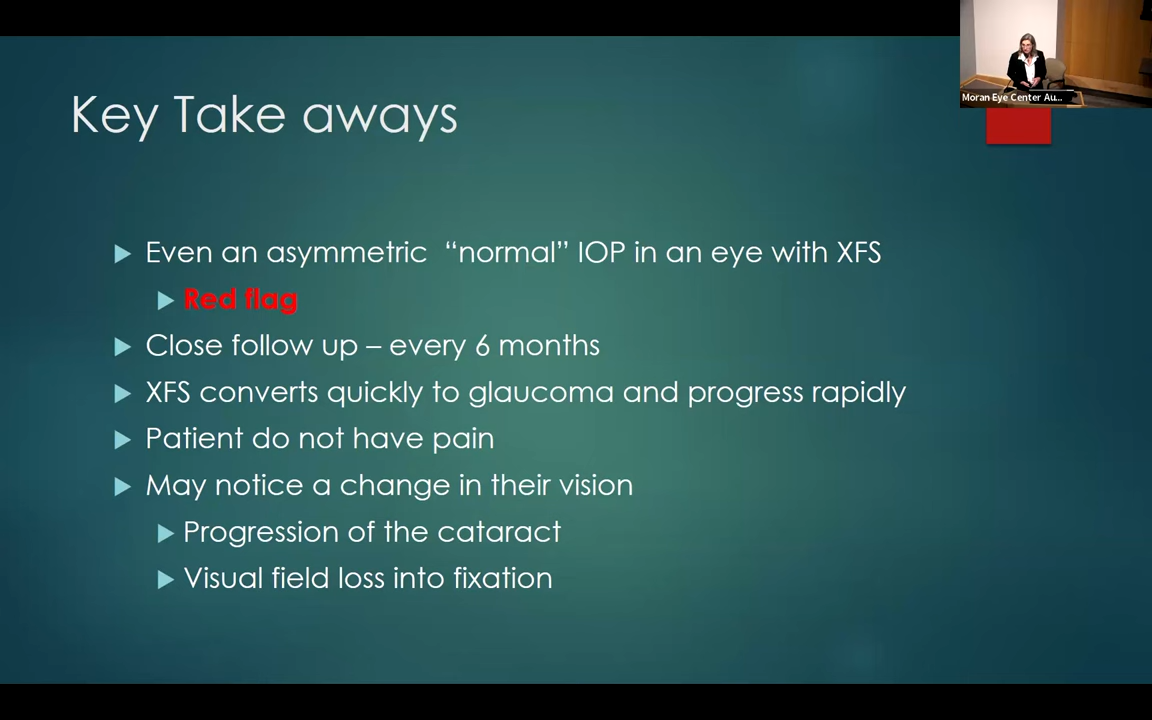 Moran Eye Center Au...
Key Take aways
Even an asymmetric “normal” IOP in an eye with XFS
Red flag
Close follow up – every 6 months
XFS converts quickly to glaucoma and progress rapidly
Patient do not have pain
May notice a change in their vision
Progression of the cataract
Visual field loss into fixation